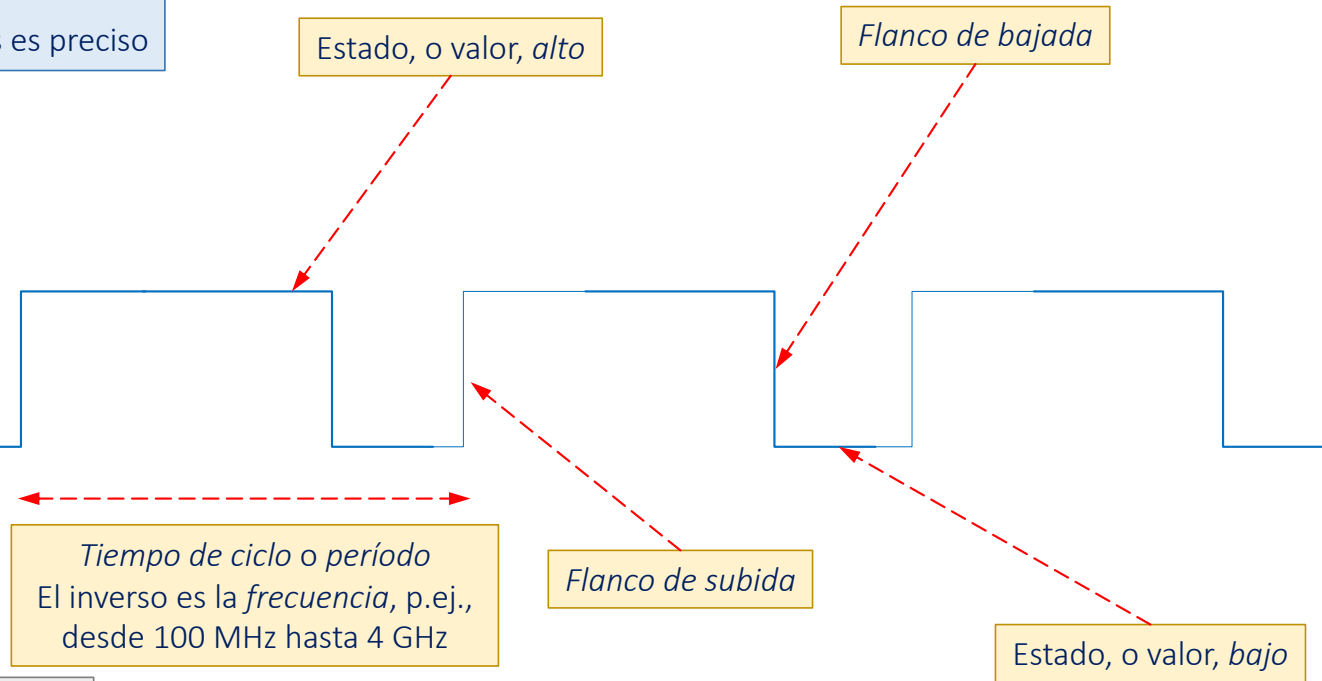 s es preciso
Estado, o valor, alto
Flanco de bajada
Tiempo de ciclo o período
El inverso es la frecuencia, p.ej.,
desde 100 MHz hasta 4 GHz
Flanco de subida
Estado, o valor, bajo